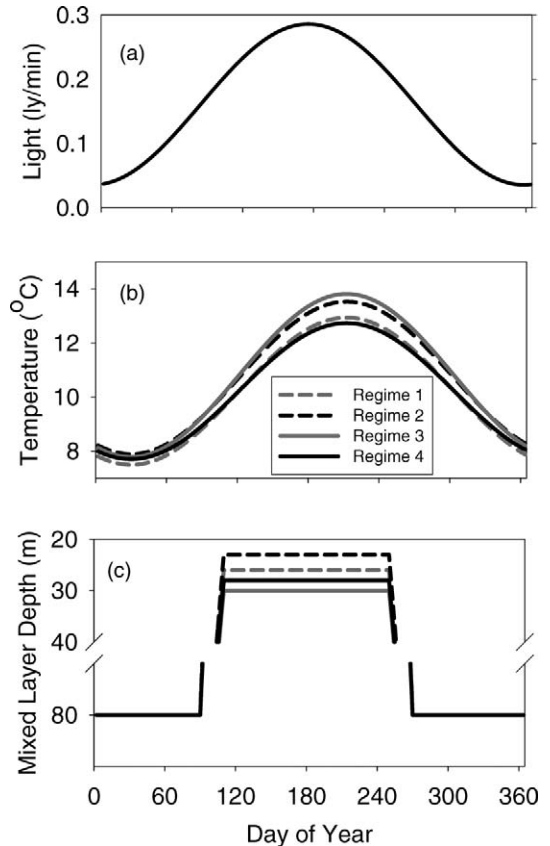 0.3
(a)
0.2
Light (ly/min)
0.1
0.0
(b)
14
12
Temperature (°C)
10
8
Regime 1
Regime 2
Regime 3
Regime 4
20
(c)
30
40
Mixed Layer Depth (m)
80
0 60 120 180 240 300 360
Day of Year